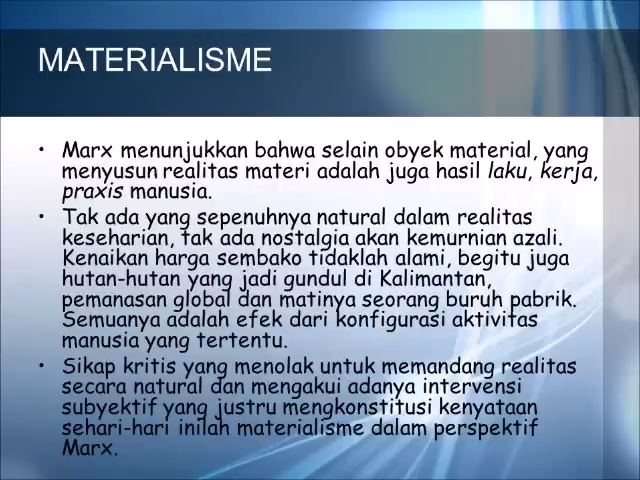 MATERIALISME
• Marx menunjukkan bahwa selain obyek material, yang
menyusun realitas materi adalah juga hasil laku, kerja,
praxis manusia.
• Tak ada yang sepenuhnya natural dalam realitas
keseharian, tak ada nostalgia akan kemurnian azali.
Kenaikan harga sembako tidaklah alami, begitu juga
hutan-hutan yang jadi gundul di Kalimantan,
pemanasan global dan matinya seorang buruh pabrik.
Semuanya adalah efek dari konfigurasi aktivitas
manusia yang tertentu.
• Sikap kritis yang menolak untuk memandang realitas
secara natural dan mengakui adanya intervensi
subyektif yang justru mengkonstitusi kenyataan
sehari-hari inilah materialisme dalam perspektif
Marx.